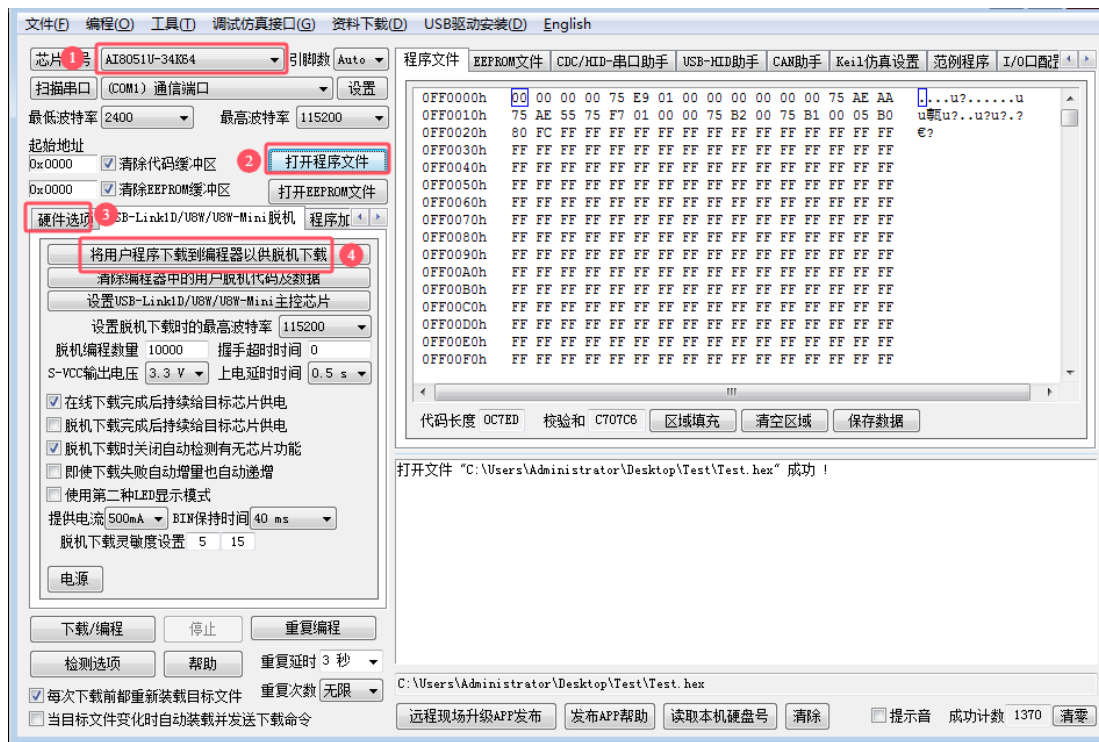 文件(F) 编程(O) 工具(T) 调试仿真接口(G) 资料下载(D) USB驱动安装(D) English
芯片 1 号 AI8051U-34K64 引脚数 Auto
扫描串口 (COM1) 通信端口 设置
最低波特率 2400 最高波特率 115200
起始地址
0x0000 清除代码缓冲区 2 打开程序文件
0x0000 清除EEPROM缓冲区 打开EEPROM文件
硬件选项 3 SB-Link1D/U8W/U8W-Mini脱机 程序加
将用户程序下载到编程器以供脱机下载 4
清除编程器中的用户脱机代码及数据
设置USB-Link1D/U8W/U8W-Mini主控芯片
设置脱机下载时的最高波特率 115200
脱机编程数量 10000 握手超时时间 0
S-VCC输出电压 3.3 V 上电延时时间 0.5 s
在线下载完成后持续给目标芯片供电
脱机下载完成后持续给目标芯片供电
脱机下载时关闭自动检测有无芯片功能
即使下载失败自动增量也自动递增
使用第二种LED显示模式
提供电流 500mA BIN保持时间 40 ms
脱机下载灵敏度设置 5 15
电源
下载/编程 停止 重复编程
检测选项 帮助 重复延时 3 秒
每次下载前都重新装载目标文件 重复次数 无限
当目标文件变化时自动装载并发送下载命令
程序文件 EEPROM文件 CDC/HID-串口助手 USB-HID助手 CAN助手 Keil仿真设置 范例程序 I/O口配
0FF0000h 00 00 00 00 75 E9 01 00 00 00 00 00 00 75 AE AA ....u?......u
0FF0010h 75 AE 55 75 F7 01 00 00 75 B2 00 75 B1 00 05 B0 u甊u?..u?u?.?
0FF0020h 80 FC FF FF FF FF FF FF FF FF FF FF FF FF FF FF €?
0FF0030h FF FF FF FF FF FF FF FF FF FF FF FF FF FF FF FF
0FF0040h FF FF FF FF FF FF FF FF FF FF FF FF FF FF FF FF
0FF0050h FF FF FF FF FF FF FF FF FF FF FF FF FF FF FF FF
0FF0060h FF FF FF FF FF FF FF FF FF FF FF FF FF FF FF FF
0FF0070h FF FF FF FF FF FF FF FF FF FF FF FF FF FF FF FF
0FF0080h FF FF FF FF FF FF FF FF FF FF FF FF FF FF FF FF
0FF0090h FF FF FF FF FF FF FF FF FF FF FF FF FF FF FF FF
0FF00A0h FF FF FF FF FF FF FF FF FF FF FF FF FF FF FF FF
0FF00B0h FF FF FF FF FF FF FF FF FF FF FF FF FF FF FF FF
0FF00C0h FF FF FF FF FF FF FF FF FF FF FF FF FF FF FF FF
0FF00D0h FF FF FF FF FF FF FF FF FF FF FF FF FF FF FF FF
0FF00E0h FF FF FF FF FF FF FF FF FF FF FF FF FF FF FF FF
0FF00F0h FF FF FF FF FF FF FF FF FF FF FF FF FF FF FF FF
代码长度 0C7ED 校验和 C707C6 区域填充 清空区域 保存数据
打开文件 "C:\Users\Administrator\Desktop\Test\Test.hex" 成功 !
C:\Users\Administrator\Desktop\Test\Test.hex
远程现场升级APP发布 发布APP帮助 读取本机硬盘号 清除 提示音 成功计数 1370 清零